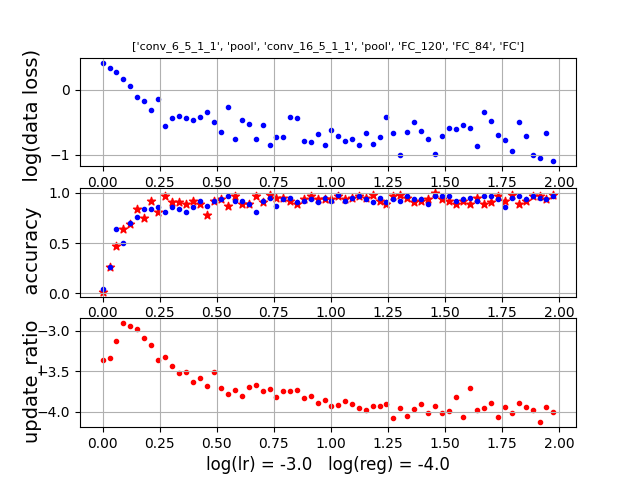 ['conv_6_5_1_1', 'pool', 'conv_16_5_1_1', 'pool', 'FC_120', 'FC_84', 'FC']
log(data loss)
0
−1
0.00 0.25 0.50 0.75 1.00 1.25 1.50 1.75 2.00
accuracy
1.0
0.5
0.0
0.00 0.25 0.50 0.75 1.00 1.25 1.50 1.75 2.00
update_ratio
−3.0
−3.5
−4.0
0.00 0.25 0.50 0.75 1.00 1.25 1.50 1.75 2.00
log(lr) = -3.0 log(reg) = -4.0